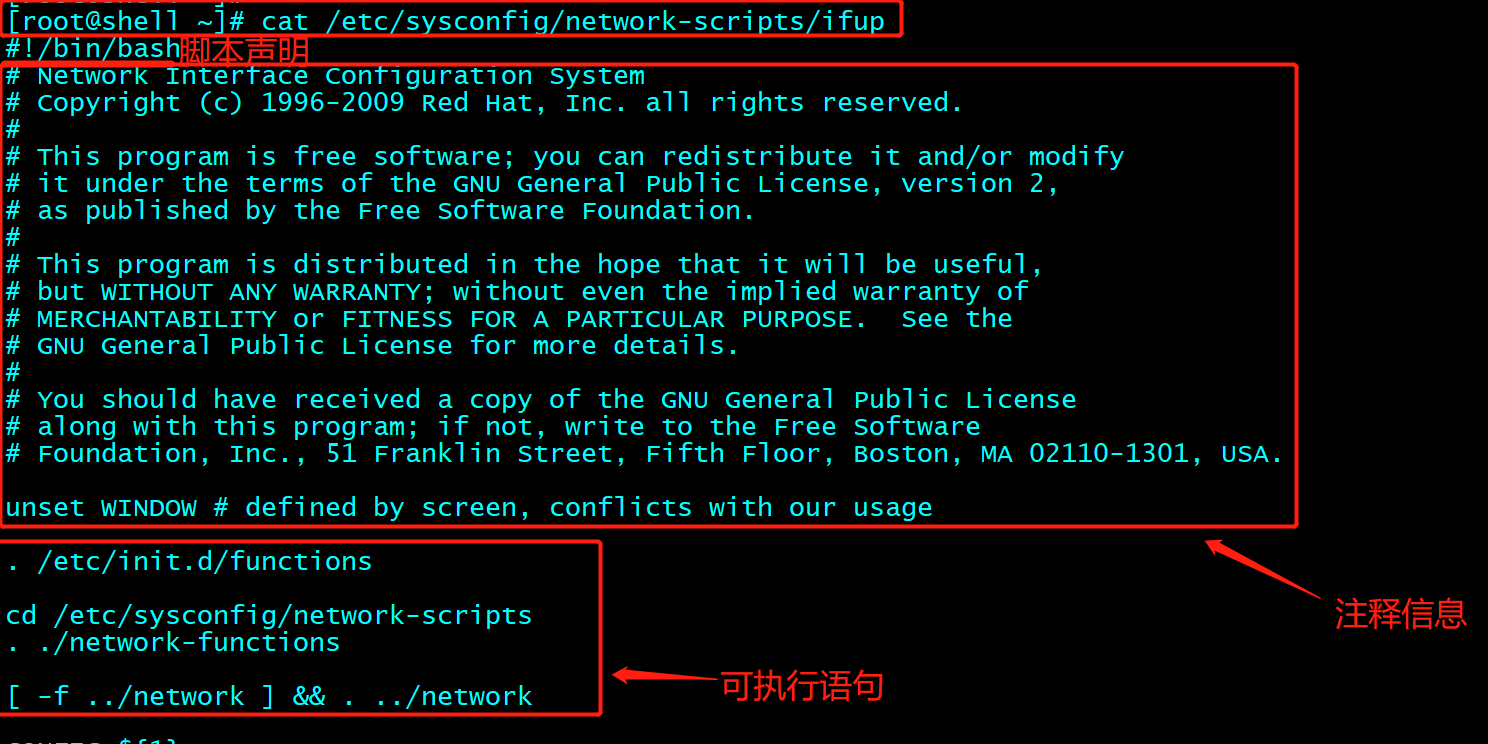 [root@shell ~]# cat /etc/sysconfig/network-scripts/ifup
#!/bin/bash脚本声明
# Network Interface Configuration System
# Copyright (c) 1996-2009 Red Hat, Inc. all rights reserved.
#
# This program is free software; you can redistribute it and/or modify
# it under the terms of the GNU General Public License, version 2,
# as published by the Free Software Foundation.
#
# This program is distributed in the hope that it will be useful,
# but WITHOUT ANY WARRANTY; without even the implied warranty of
# MERCHANTABILITY or FITNESS FOR A PARTICULAR PURPOSE.  See the
# GNU General Public License for more details.
#
# You should have received a copy of the GNU General Public License
# along with this program; if not, write to the Free Software
# Foundation, Inc., 51 Franklin Street, Fifth Floor, Boston, MA 02110-1301, USA.
unset WINDOW # defined by screen, conflicts with our usage
. /etc/init.d/functions
注释信息
cd /etc/sysconfig/network-scripts
. ./network-functions
可执行语句
[ -f ../network ] && . ../network